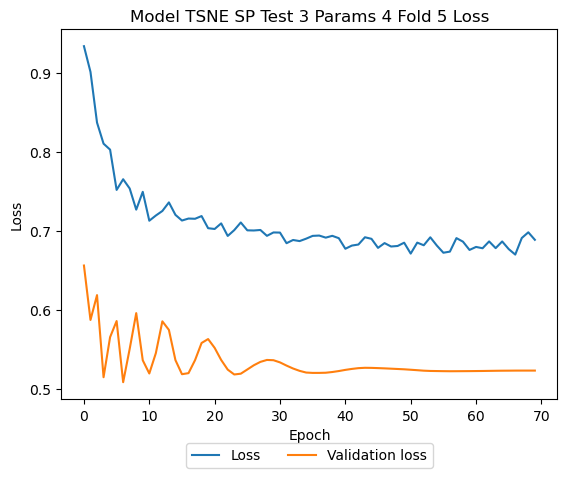 Model TSNE SP Test 3 Params 4 Fold 5 Loss
0.9
0.8
0.7
0.6
0.5
Loss
0 10 20 30 40 50 60 70
Epoch
Loss Validation loss